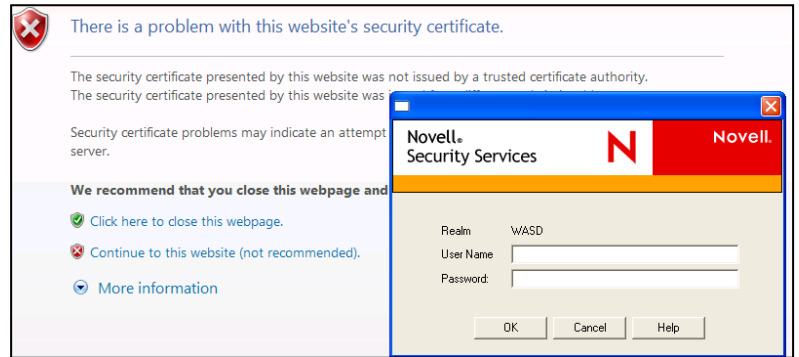 There is a problem with this website's security certificate.
The security certificate presented by this website was not issued by a trusted certificate authority.
The security certificate presented by this website was
Security certificate problems may indicate an attempt
server.
We recommend that you close this webpage and
Click here to close this webpage.
Continue to this website (not recommended).
More information
Novell®
Security Services
N
Novell®
Realm WASD
User Name
Password:
OK Cancel Help